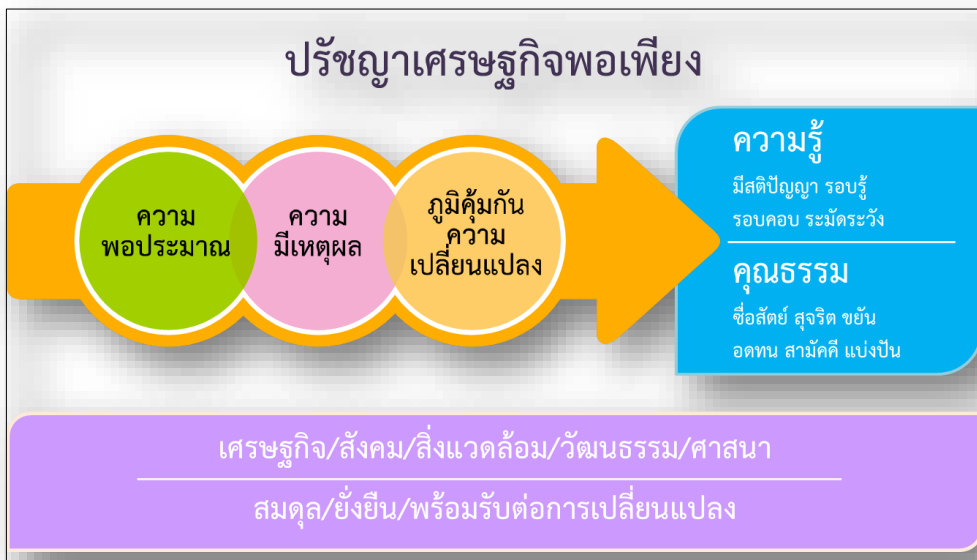 ปรัชญาเศรษฐกิจพอเพียง
ความ
พอประมาณ
ความ
มีเหตุผล
ภูมิคุ้มกัน
ความ
เปลี่ยนแปลง
ความรู้
มีสติปัญญา รอบรู้
รอบคอบ ระมัดระวัง
คุณธรรม
ซื่อสัตย์ สุจริต ขยัน
อดทน สามัคคี แบ่งปัน
เศรษฐกิจ/สังคม/สิ่งแวดล้อม/วัฒนธรรม/ศาสนา
สมดุล/ยั่งยืน/พร้อมรับต่อการเปลี่ยนแปลง